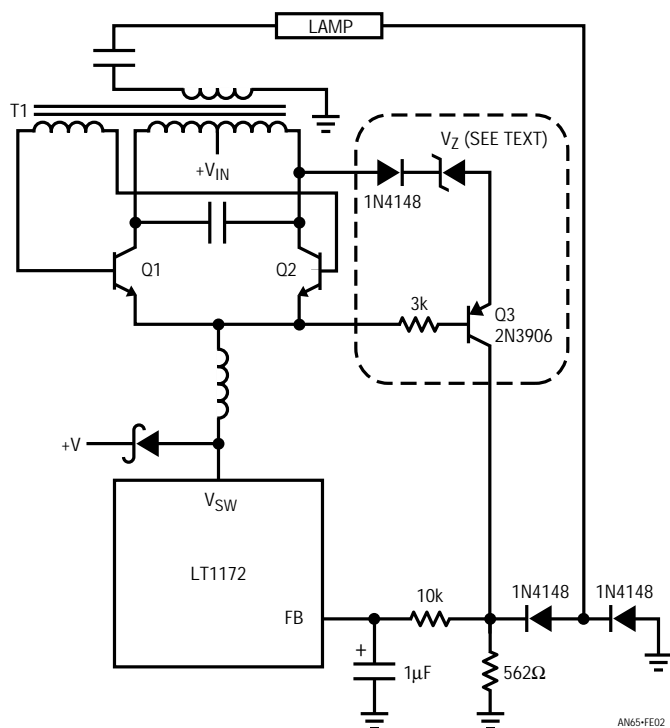 LAMP
T1
+VIN
VZ (SEE TEXT)
1N4148
Q1
Q2
3k
Q3
2N3906
+V
VSW
LT1172
FB
10k
1N4148
1N4148
+
1µF
562Ω
AN65•FE02